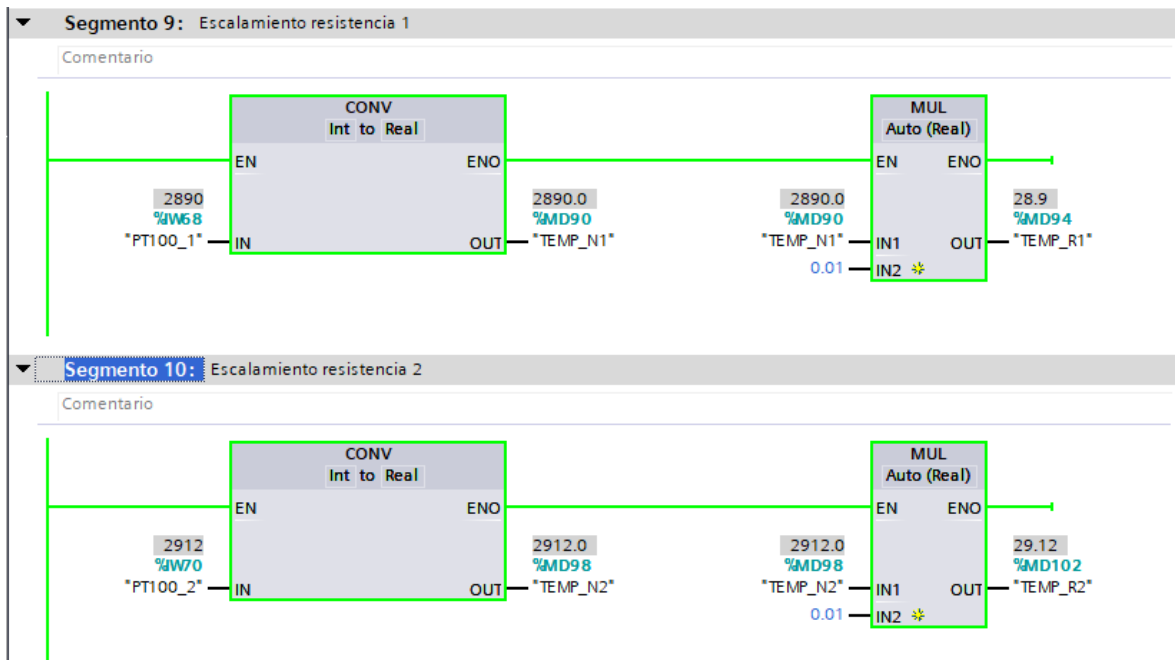 Segmento 9: Escalamiento resistencia 1
Comentario
CONV
Int to Real
MUL
Auto (Real)
EN
ENO
EN
ENO
2890
%IW68
"PT100_1"
IN
2890.0
%MD90
"TEMP_N1"
OUT
2890.0
%MD90
"TEMP_N1"
IN1
0.01
IN2
28.9
%MD94
"TEMP_R1"
OUT
Segmento 10: Escalamiento resistencia 2
Comentario
CONV
Int to Real
MUL
Auto (Real)
EN
ENO
EN
ENO
2912
%IW70
"PT100_2"
IN
2912.0
%MD98
"TEMP_N2"
OUT
2912.0
%MD98
"TEMP_N2"
IN1
0.01
IN2
29.12
%MD102
"TEMP_R2"
OUT